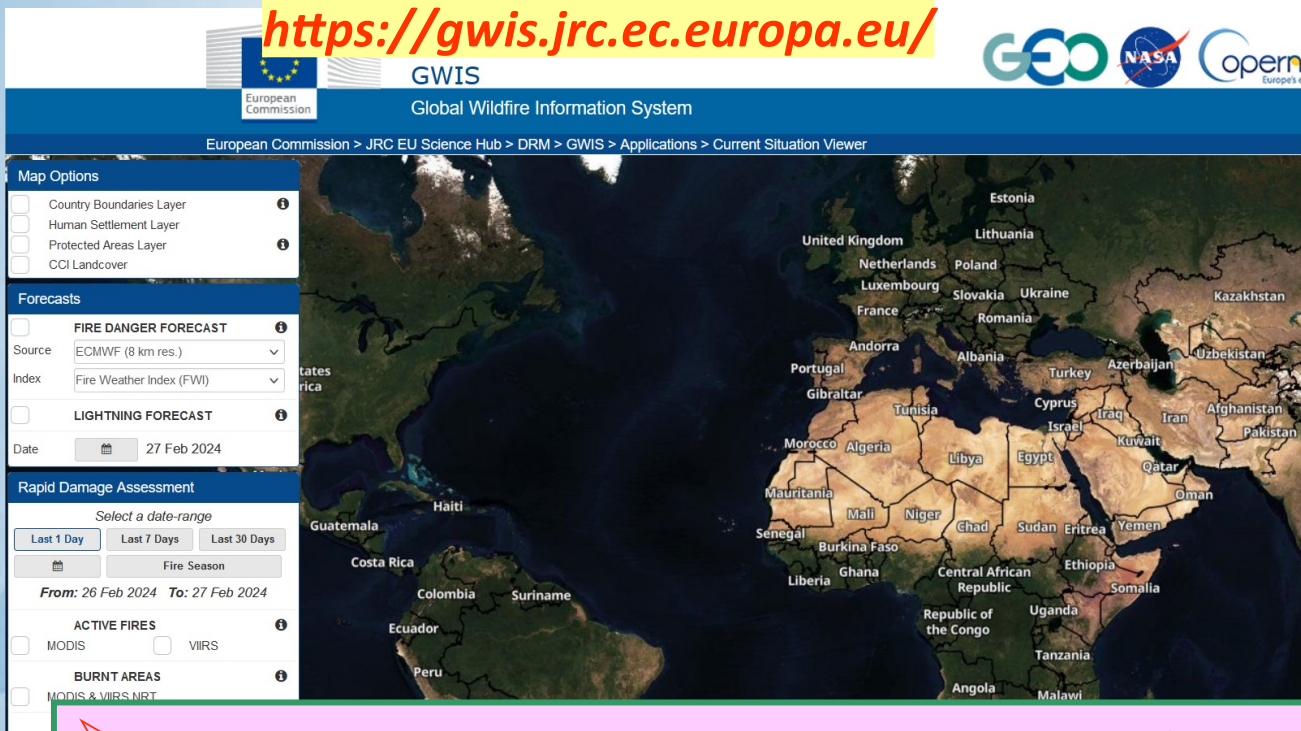 https://gwis.jrc.ec.europa.eu/
GEO
NASA
opern
Europe's e
European
Commission
GWIS
Global Wildfire Information System
European Commission > JRC EU Science Hub > DRM > GWIS > Applications > Current Situation Viewer
Map Options
Country Boundaries Layer
Human Settlement Layer
Protected Areas Layer
CCI Landcover
Forecasts
FIRE DANGER FORECAST
Source ECMWF (8 km res.)
Index Fire Weather Index (FWI)
LIGHTNING FORECAST
Date 27 Feb 2024
Rapid Damage Assessment
Select a date-range
Last 1 Day Last 7 Days Last 30 Days
Fire Season
From: 26 Feb 2024 To: 27 Feb 2024
ACTIVE FIRES
MODIS VIIRS
BURNT AREAS
MODIS & VIIRS NRT
Estonia
Lithuania
United Kingdom
Netherlands Poland
Luxembourg
Slovakia Ukraine
Kazakhstan
France
Romania
Andorra
Albania
Azerbaijan
Uzbekistan
Portugal
Turkey
tates
rica
Gibraltar
Tunisia
Cyprus
Iraq
Iran
Afghanistan
Israel
Pakistan
Morocco Algeria
Kuwait
Libya
Egypt
Qatar
Mauritania
Oman
Haiti
Mali Niger
Guatemala
Senegal
Chad Sudan Eritrea Yemen
Burkina Faso
Costa Rica
Ghana
Liberia
Central African
Republic
Ethiopia
Somalia
Colombia Suriname
Republic of
the Congo
Uganda
Ecuador
Tanzania
Peru
Angola
Malawi